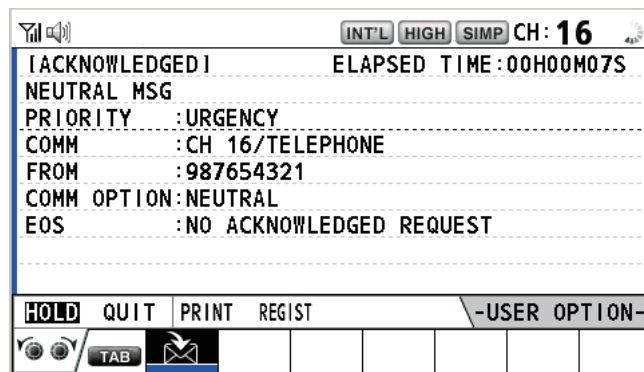 INT'L HIGH SIMP CH: 16
[ACKNOWLEDGED] ELAPSED TIME:00H00M07S
NEUTRAL MSG
PRIORITY :URGENCY
COMM :CH 16/TELEPHONE
FROM :987654321
COMM OPTION:NEUTRAL
EOS :NO ACKNOWLEDGED REQUEST
HOLD QUIT PRINT REGIST -USER OPTION-
TAB